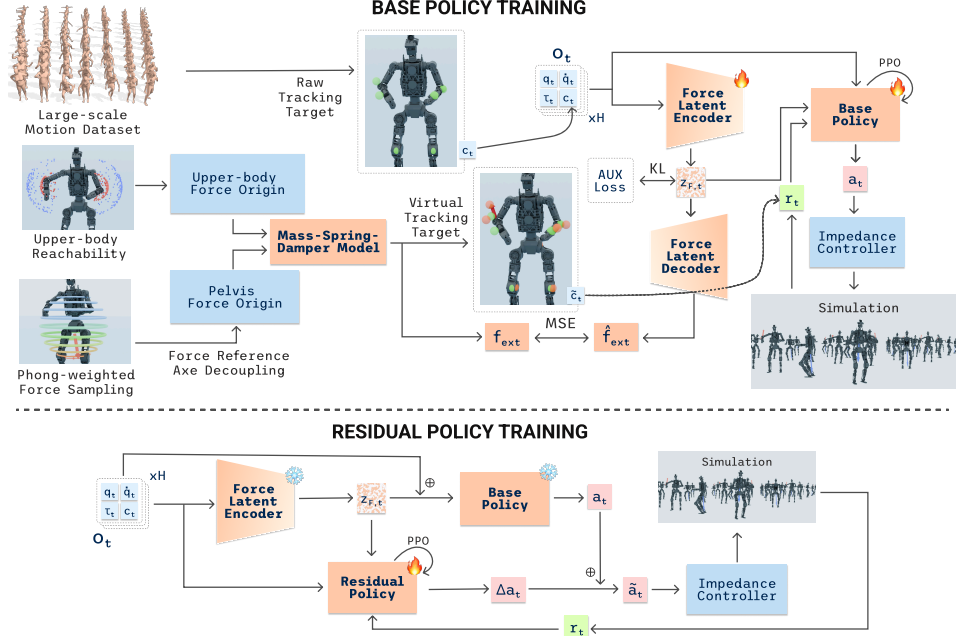 BASE POLICY TRAINING
Large-scale
Motion Dataset
Raw
Tracking
Target
c_t
O_t
q_t q̇_t
τ_t c_t
xH
Force
Latent
Encoder
PPO
Base
Policy
Upper-body
Reachability
Upper-body
Force Origin
Mass-Spring-
Damper Model
Virtual
Tracking
Target
AUX
Loss
KL
z_F,t
r_t
a_t
Impedance
Controller
Force
Latent
Decoder
Pelvis
Force Origin
c̃_t
Phong-weighted
Force Sampling
Force Reference
Axe Decoupling
f_ext
MSE
f̂_ext
Simulation
RESIDUAL POLICY TRAINING
q_t q̇_t
τ_t c_t
xH
O_t
Force
Latent
Encoder
z_F,t
⊕
Base
Policy
a_t
Simulation
PPO
Residual
Policy
Δa_t
⊕
ã_t
Impedance
Controller
r_t